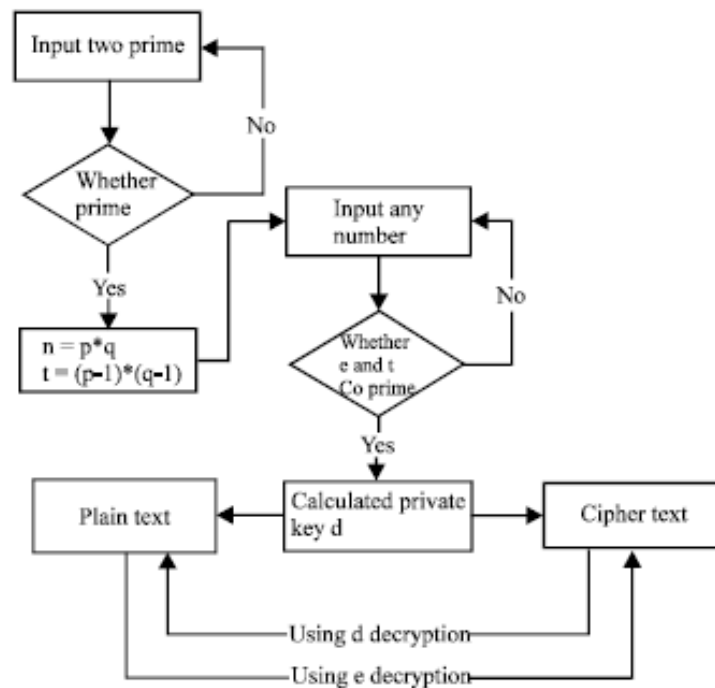 Input two prime
No
Whether
prime
Yes
n = p*q
t = (p-1)*(q-1)
Input any
number
No
Whether
e and t
Co prime
Yes
Plain text
Calculated private
key d
Cipher text
Using d decryption
Using e decryption